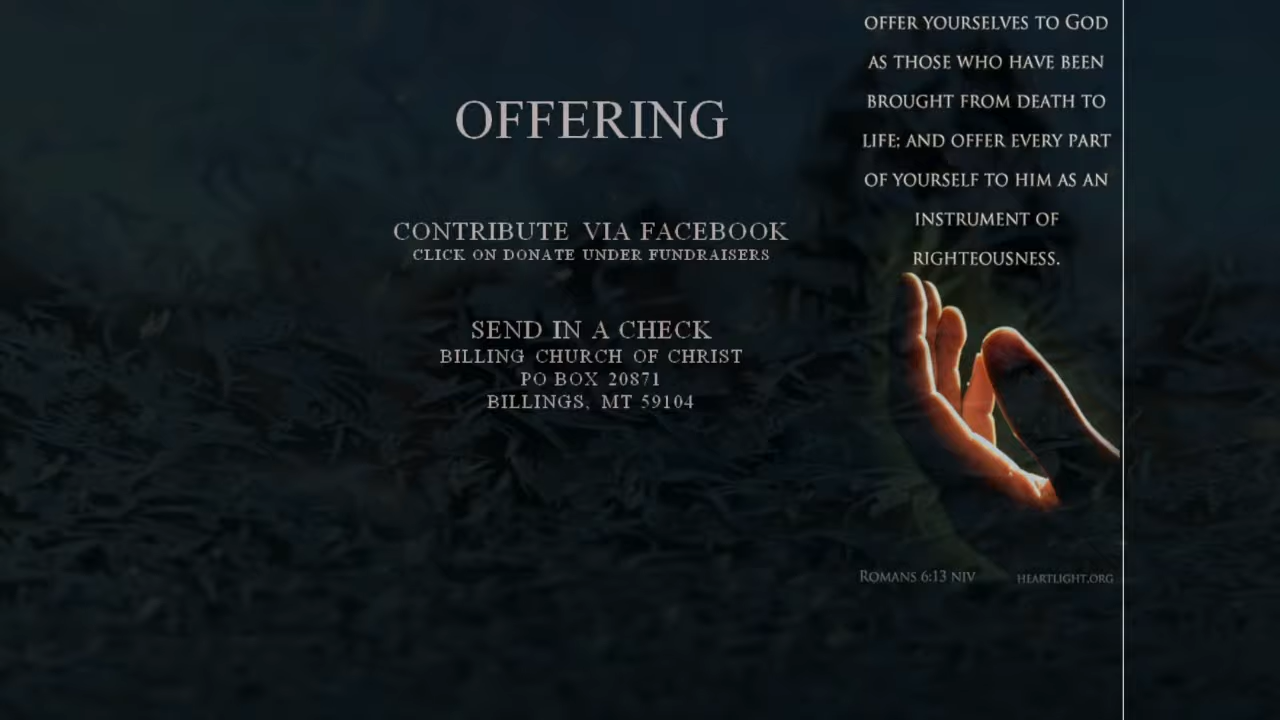 OFFERING
CONTRIBUTE VIA FACEBOOK
CLICK ON DONATE UNDER FUNDRAISERS
SEND IN A CHECK
BILLING CHURCH OF CHRIST
PO BOX 20871
BILLINGS, MT 59104
OFFER YOURSELVES TO GOD
AS THOSE WHO HAVE BEEN
BROUGHT FROM DEATH TO
LIFE; AND OFFER EVERY PART
OF YOURSELF TO HIM AS AN
INSTRUMENT OF
RIGHTEOUSNESS.
ROMANS 6:13 NIV
HEARTLIGHT.ORG